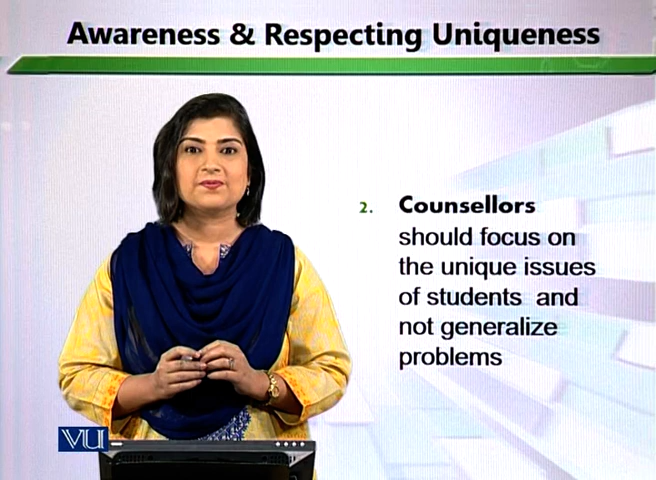 Awareness & Respecting Uniqueness
2. Counsellors
should focus on
the unique issues
of students and
not generalize
problems
VU